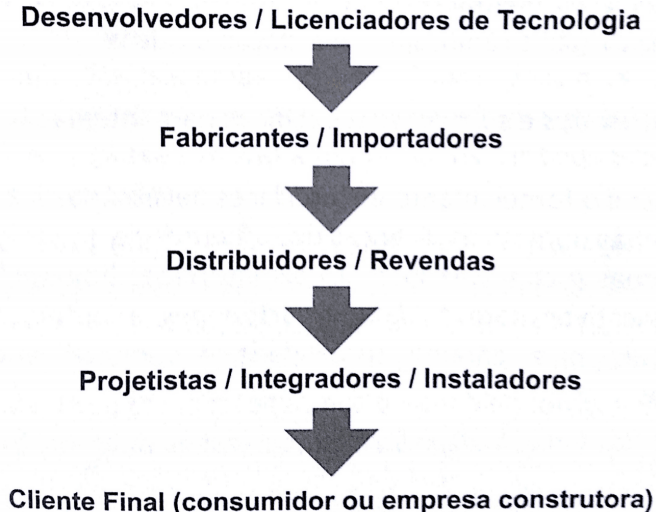 Desenvolvedores / Licenciadores de Tecnologia
Fabricantes / Importadores
Distribuidores / Revendas
Projetistas / Integradores / Instaladores
Cliente Final (consumidor ou empresa construtora)